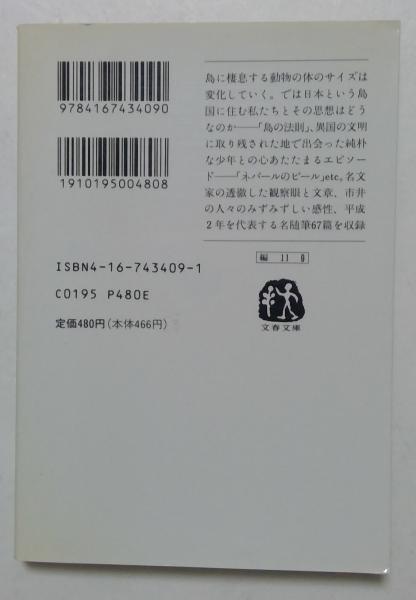 9784167434090
1910195004808
ISBN4-16-743409-1
C0195 P480E
定価480円(本体466円)
島に棲息する動物の体のサイズは
変化していく。では日本という島
国に住む私たちとその思想はどう
なのか――「島の法則」、異国の文明
に取り残された地で出会った純朴
な少年との心あたたまるエピソー
ド――「ネパールのビール」etc。名文
家の透徹した観察眼と文章、市井
の人々のみずみずしい感性、平成
2年を代表する名随筆67篇を収録
編 11 9
文春文庫